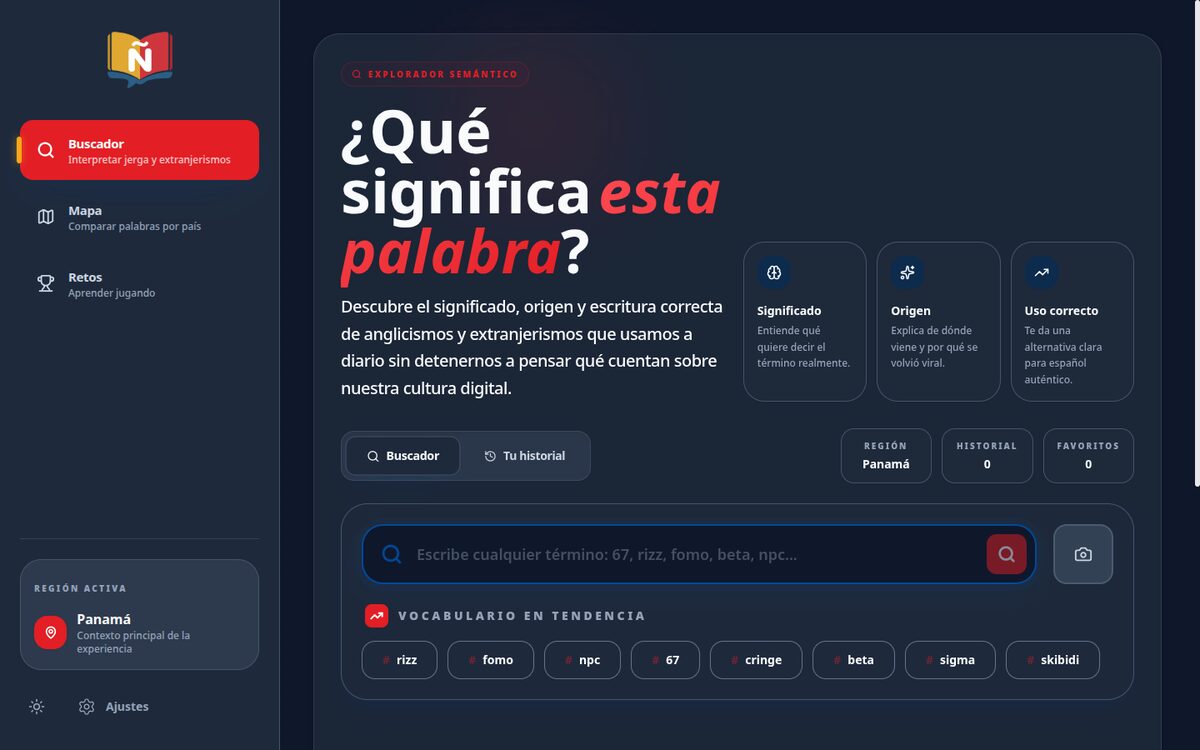 Ñ
Buscador
Interpretar jerga y extranjerismos
Mapa
Comparar palabras por país
Retos
Aprender jugando
REGIÓN ACTIVA
Panamá
Contexto principal de la
experiencia
Ajustes
EXPLORADOR SEMÁNTICO
¿Qué
significa esta
palabra?
Descubre el significado, origen y escritura correcta
de anglicismos y extranjerismos que usamos a
diario sin detenernos a pensar qué cuentan sobre
nuestra cultura digital.
Significado
Entiende qué
quiere decir el
término realmente.
Origen
Explica de dónde
viene y por qué se
volvió viral.
Uso correcto
Te da una
alternativa clara
para español
auténtico.
Buscador
Tu historial
REGIÓN
Panamá
HISTORIAL
0
FAVORITOS
0
Escribe cualquier término: 67, rizz, fomo, beta, npc...
VOCABULARIO EN TENDENCIA
# rizz # fomo # npc # 67 # cringe # beta # sigma # skibidi